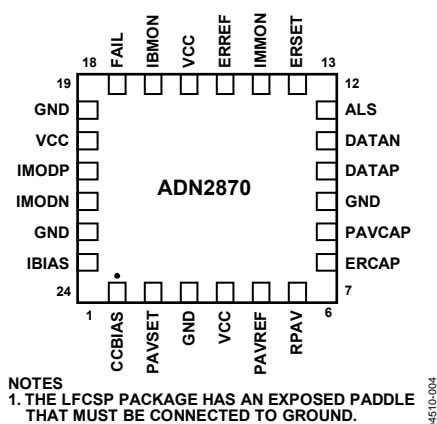 FAIL
IBMON
VCC
ERREF
IMMON
ERSET
18
13
19
12
GND
ALS
VCC
DATAN
IMODP
DATAP
ADN2870
IMODN
GND
GND
PAVCAP
IBIAS
ERCAP
24
7
1
6
CCBIAS
PAVSET
GND
VCC
PAVREF
RPAV
NOTES
1. THE LFCSP PACKAGE HAS AN EXPOSED PADDLE
THAT MUST BE CONNECTED TO GROUND.
4510-004